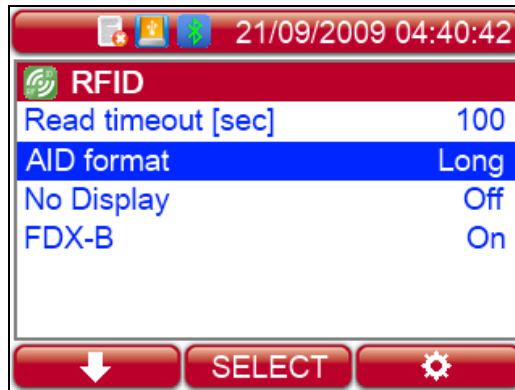 21/09/2009 04:40:42
RFID
Read timeout [sec] 100
AID format Long
No Display Off
FDX-B On
SELECT